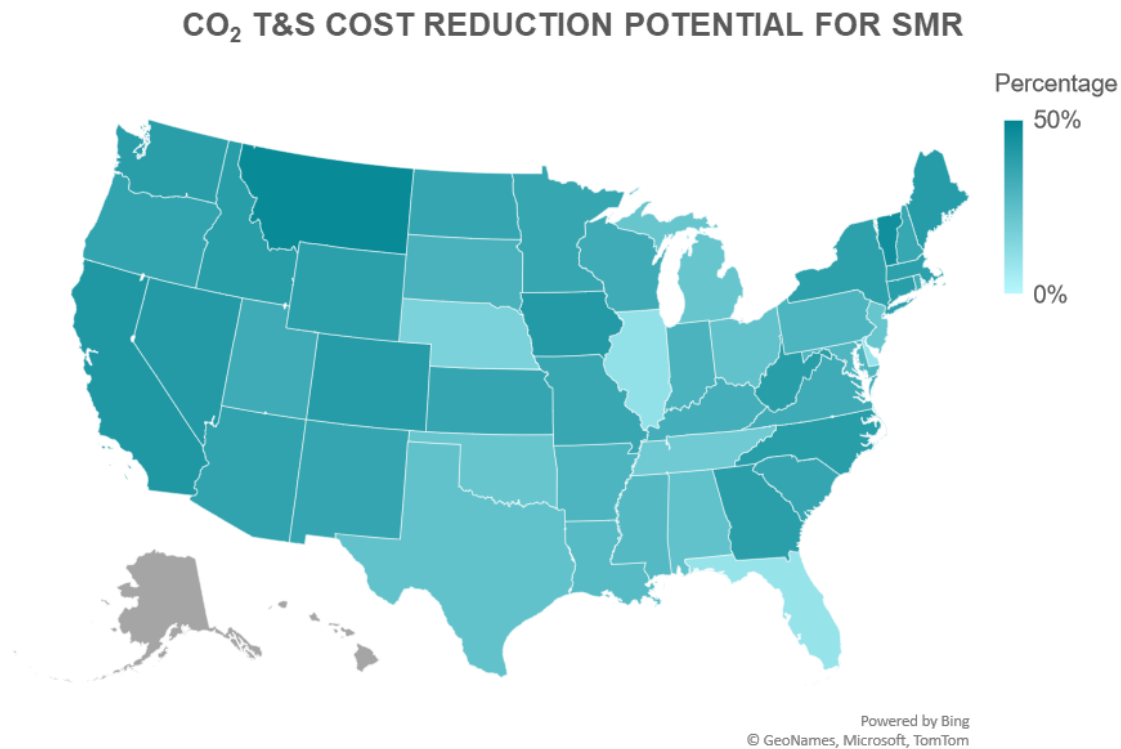 CO₂ T&S COST REDUCTION POTENTIAL FOR SMR
Percentage
50%
0%
Powered by Bing
© GeoNames, Microsoft, TomTom